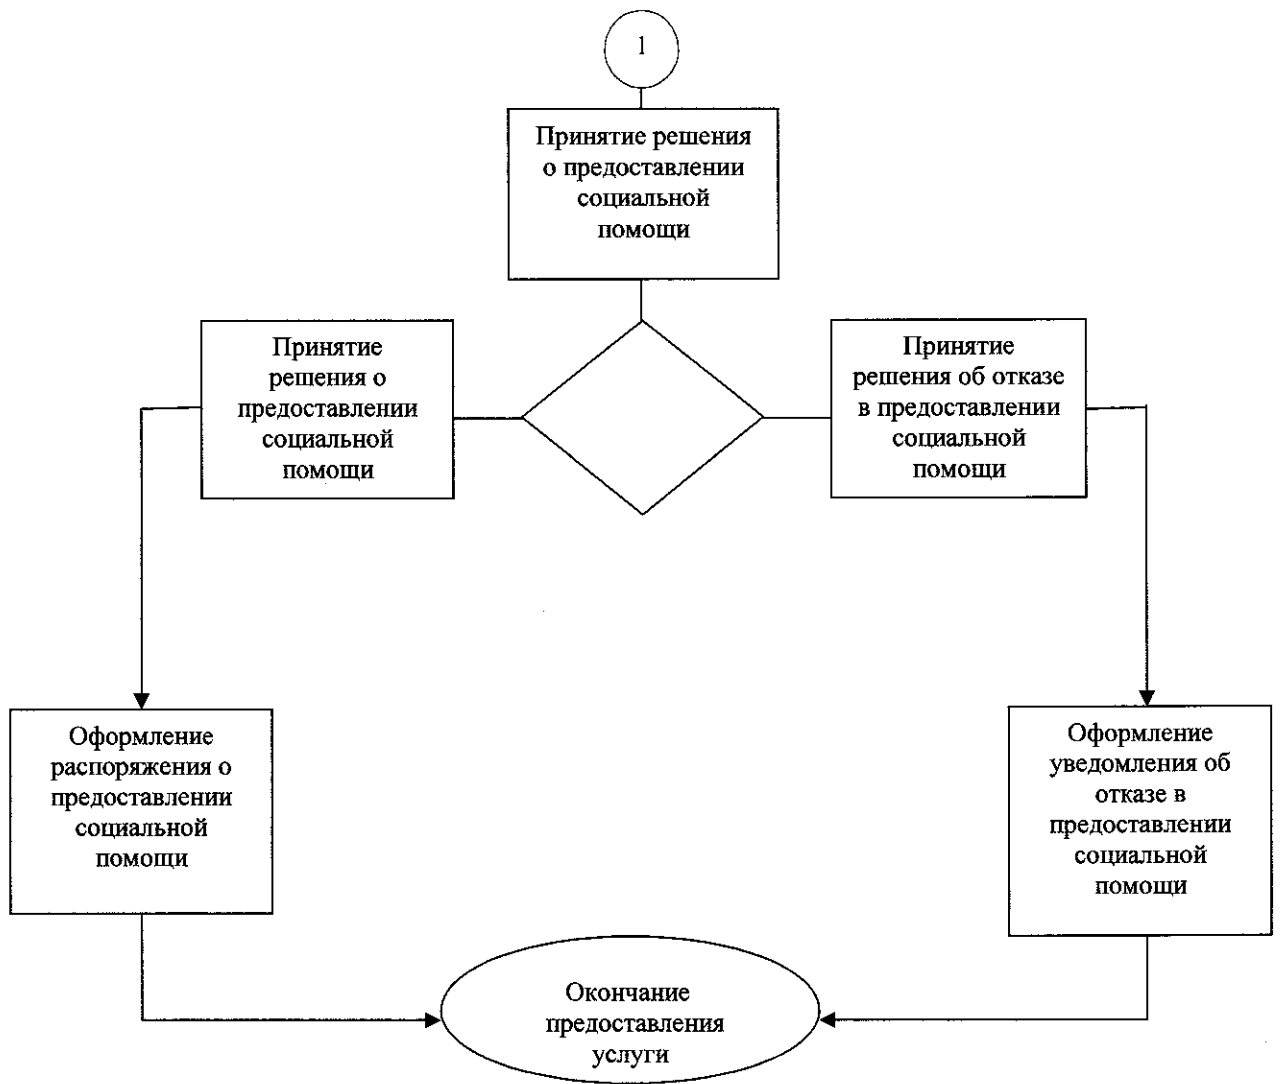 1
Принятие решения
о предоставлении
социальной
помощи
Принятие
решения о
предоставлении
социальной
помощи
Принятие
решения об отказе
в предоставлении
социальной
помощи
Оформление
распоряжения о
предоставлении
социальной
помощи
Оформление
уведомления об
отказе в
предоставлении
социальной
помощи
Окончание
предоставления
услуги